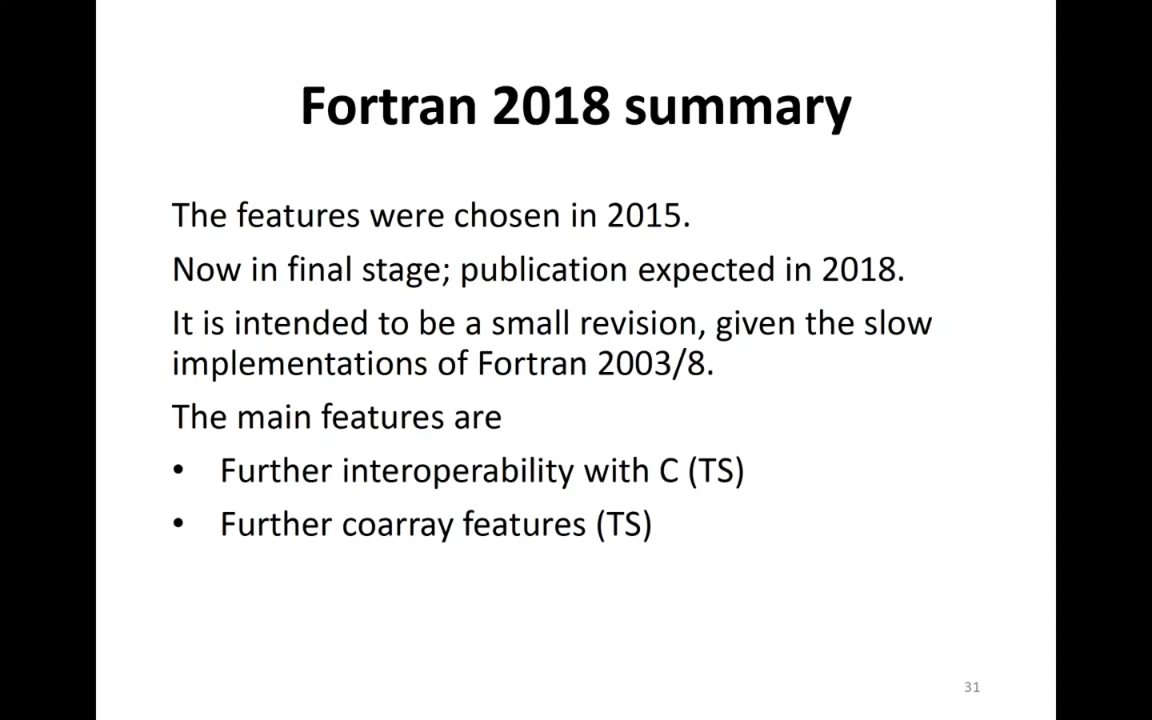 Fortran 2018 summary
The features were chosen in 2015.
Now in final stage; publication expected in 2018.
It is intended to be a small revision, given the slow
implementations of Fortran 2003/8.
The main features are
• Further interoperability with C (TS)
• Further coarray features (TS)
31